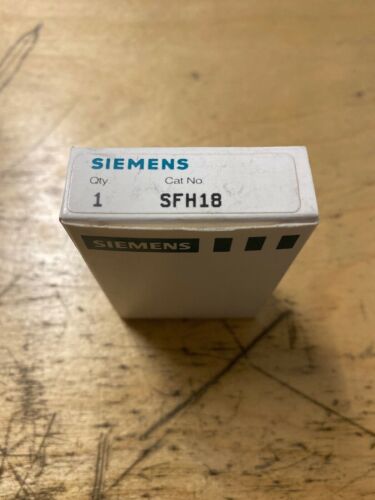 SIEMENS
Qty Cat No
1 SFH18
SIEMENS